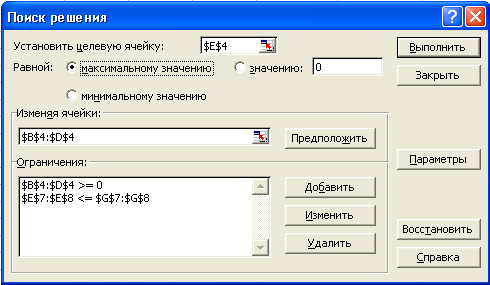 Поиск решения
Установить целевую ячейку: $E$4 Выполнить
Равной: максимальному значению значению: 0 Закрыть
минимальному значению
Изменяя ячейки:
$B$4:$D$4 Предположить
Параметры
Ограничения:
$B$4:$D$4 >= 0 Добавить
$E$7:$E$8 <= $G$7:$G$8
Изменить
Восстановить
Удалить
Справка